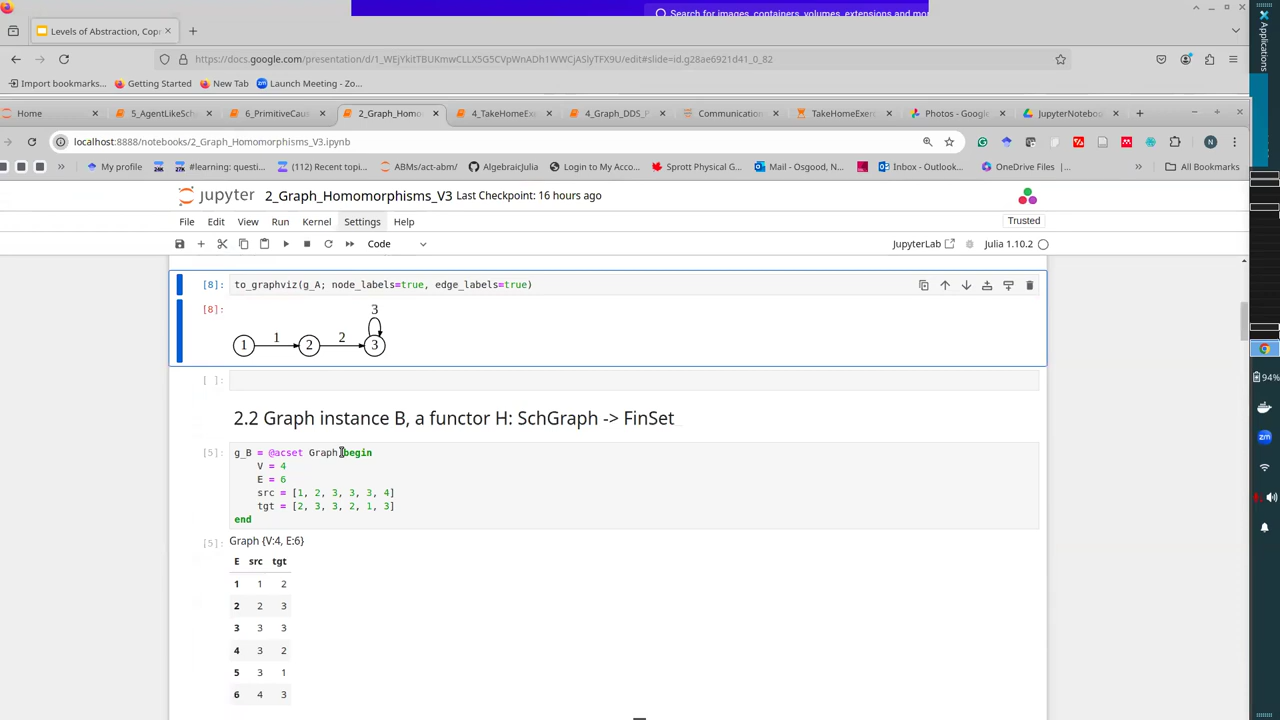 Search for images, containers, volumes, extensions and mo
Levels of Abstraction, Cop
https://docs.google.com/presentation/d/1_WEjYkitTBUKmwCLLX5G5CVpWnADh1WWCjASlyTFX9U/edit#slide=id.g28ae6921d41_0_82
Import bookmarks... Getting Started New Tab Launch Meeting - Zo...
Home 5_AgentLikeSch 6_PrimitiveCaus 2_Graph_Homo 4_TakeHomeExe 4_Graph_DDS_P Communication TakeHomeExerc Photos - Google JupyterNoteboo
localhost:8888/notebooks/2_Graph_Homomorphisms_V3.ipynb N
My profile #learning: questi... (112) Recent topi... ABMs/act-abm/ AlgebraicJulia Login to My Acco... Sprott Physical G... Mail - Osgood, N... Inbox - Outlook... OneDrive Files All Bookmarks
Applications
jupyter 2_Graph_Homomorphisms_V3 Last Checkpoint: 16 hours ago
File Edit View Run Kernel Settings Help Trusted
Code JupyterLab Julia 1.10.2
[8]: to_graphviz(g_A; node_labels=true, edge_labels=true)
[8]:
3
1 1 2 2 3
[ ]:
2.2 Graph instance B, a functor H: SchGraph -> FinSet
[5]: g_B = @acset Graph begin
V = 4
E = 6
src = [1, 2, 3, 3, 3, 4]
tgt = [2, 3, 3, 2, 1, 3]
end
[5]: Graph {V:4, E:6}
E src tgt
1 1 2
2 2 3
3 3 3
4 3 2
5 3 1
6 4 3
94%
zm